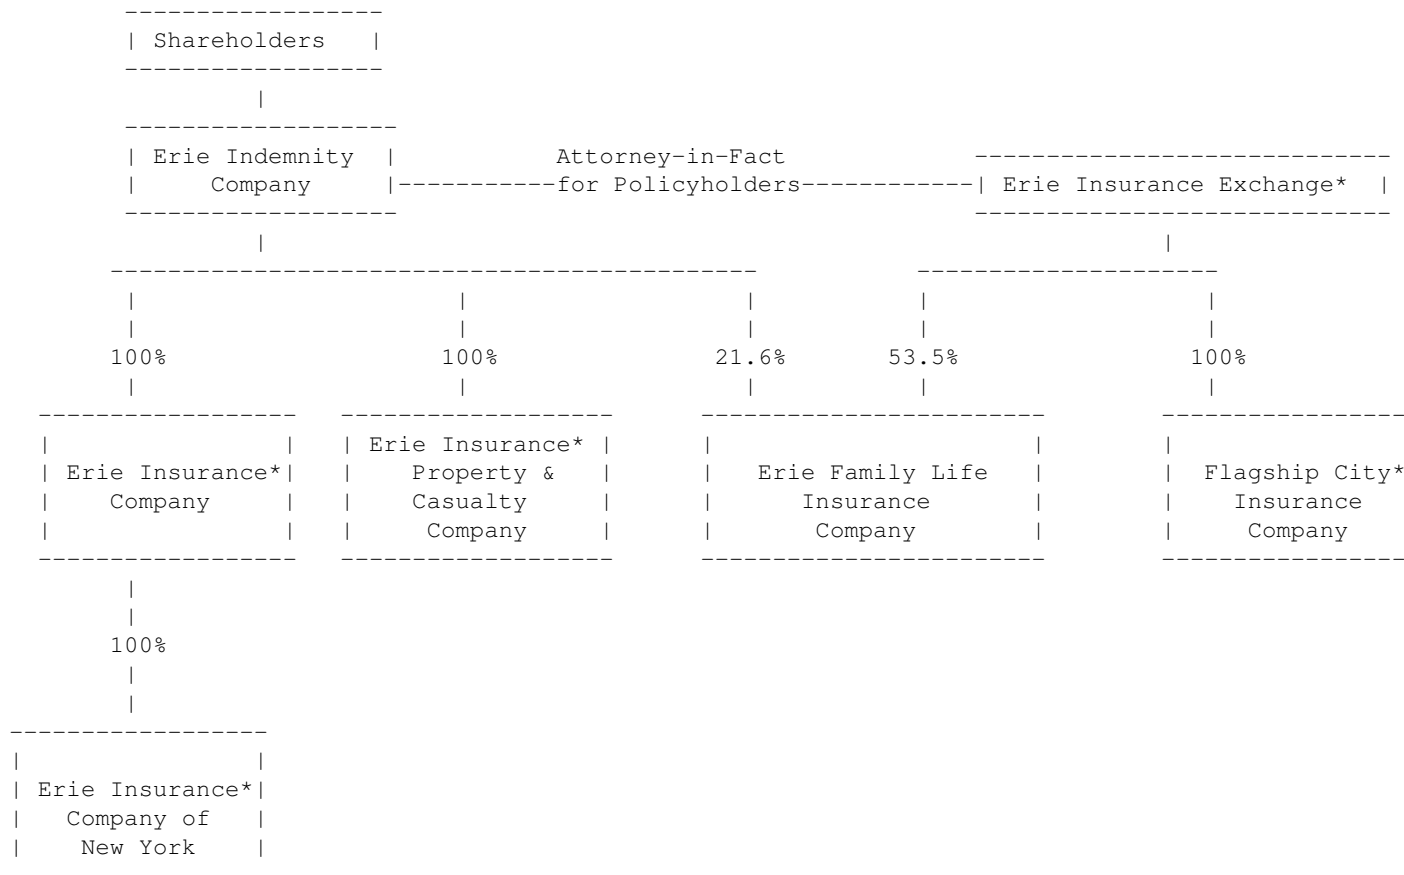 Shareholders
Erie Indemnity Attorney-in-Fact
Company for Policyholders Erie Insurance Exchange*
100% 100% 21.6% 53.5% 100%
Erie Insurance*
Erie Insurance* Property & Erie Family Life Flagship City*
Company Casualty Insurance Insurance
Company Company Company
100%
Erie Insurance*
Company of
New York